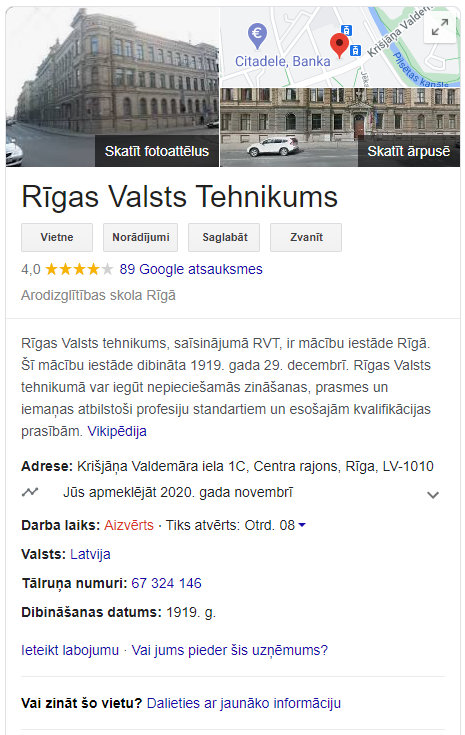 Citadele, Banka
Krišjāņa Valdem
Pilsētas kanāls
Skatīt fotoattēlus
Skatīt ārpusē
Rīgas Valsts Tehnikums
Vietne
Norādījumi
Saglabāt
Zvanīt
4,0 ★★★★★ 89 Google atsauksmes
Arodizglītības skola Rīgā
Rīgas Valsts tehnikums, saīsinājumā RVT, ir mācību iestāde Rīgā.
Šī mācību iestāde dibināta 1919. gada 29. decembrī. Rīgas Valsts
tehnikumā var iegūt nepieciešamās zināšanas, prasmes un
iemaņas atbilstoši profesiju standartiem un esošajām kvalifikācijas
prasībām. Vikipēdija
Adrese: Krišjāņa Valdemāra iela 1C, Centra rajons, Rīga, LV-1010
Jūs apmeklējāt 2020. gada novembrī
Darba laiks: Aizvērts · Tiks atvērts: Otrd. 08
Valsts: Latvija
Tālruņa numuri: 67 324 146
Dibināšanas datums: 1919. g.
Ieteikt labojumu · Vai jums pieder šis uzņēmums?
Vai zināt šo vietu? Dalieties ar jaunāko informāciju